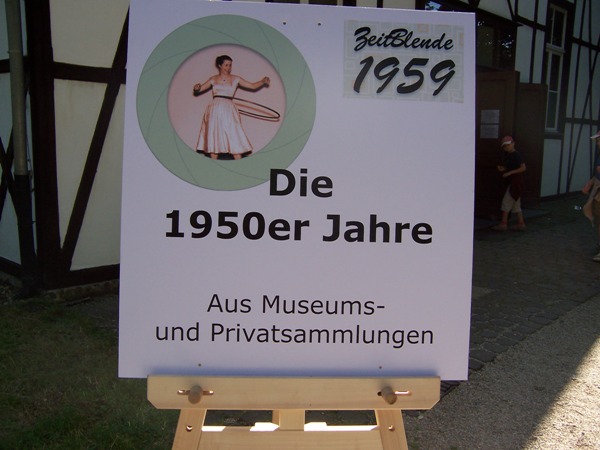 ZeitBlende
1959
Die
1950er Jahre
Aus Museums-
und Privatsammlungen